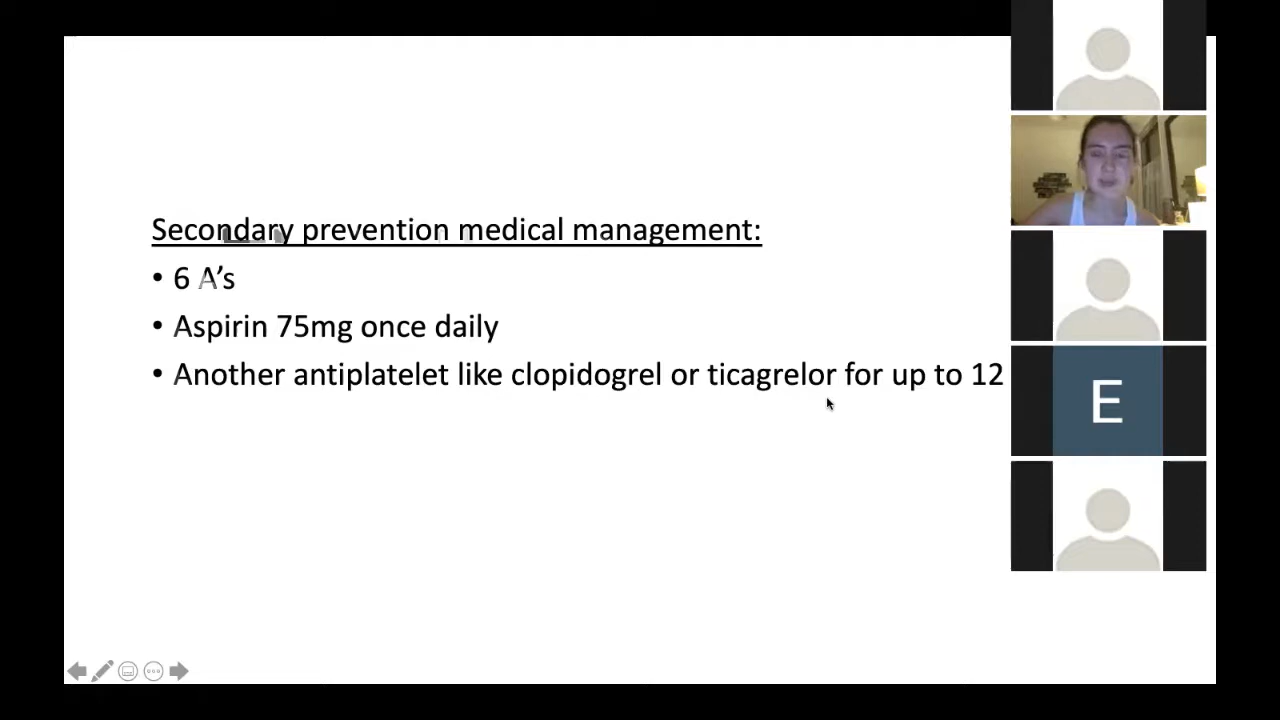 Secondary prevention medical management:
• 6 A’s
• Aspirin 75mg once daily
• Another antiplatelet like clopidogrel or ticagrelor for up to 12
E